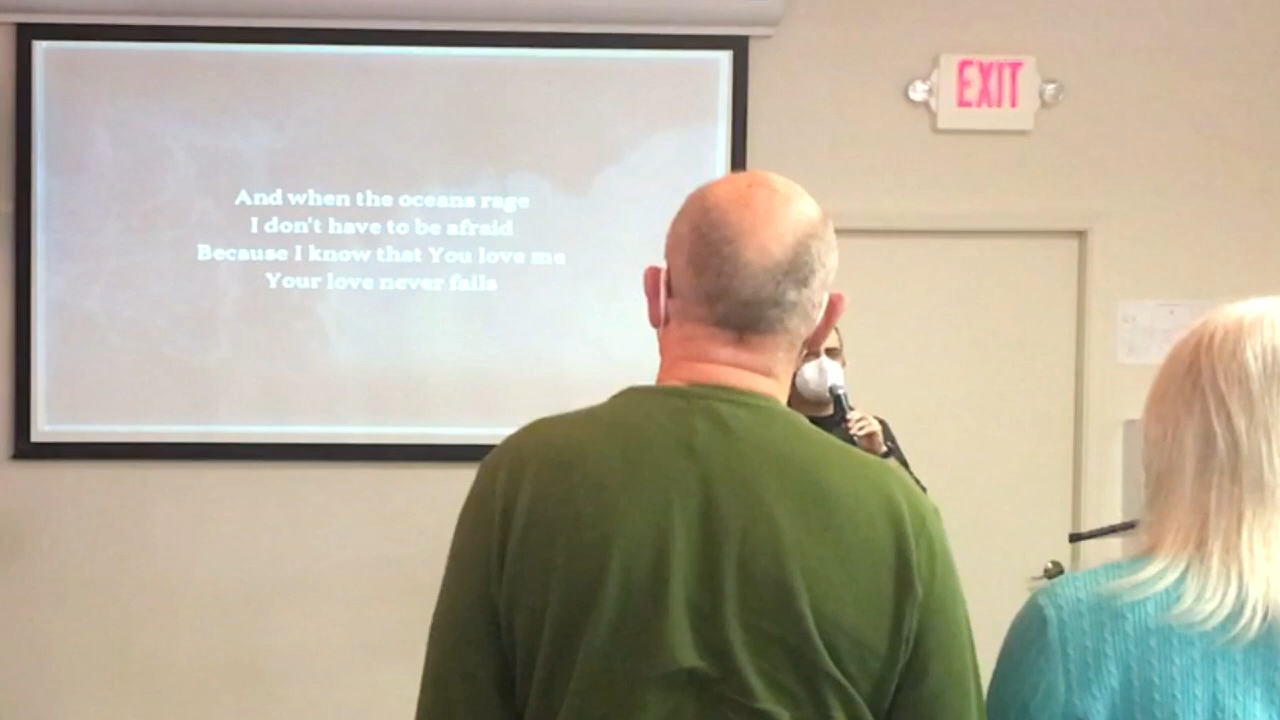 And when the oceans rage
I don't have to be afraid
Because I know that You love me
Your love never fails
EXIT